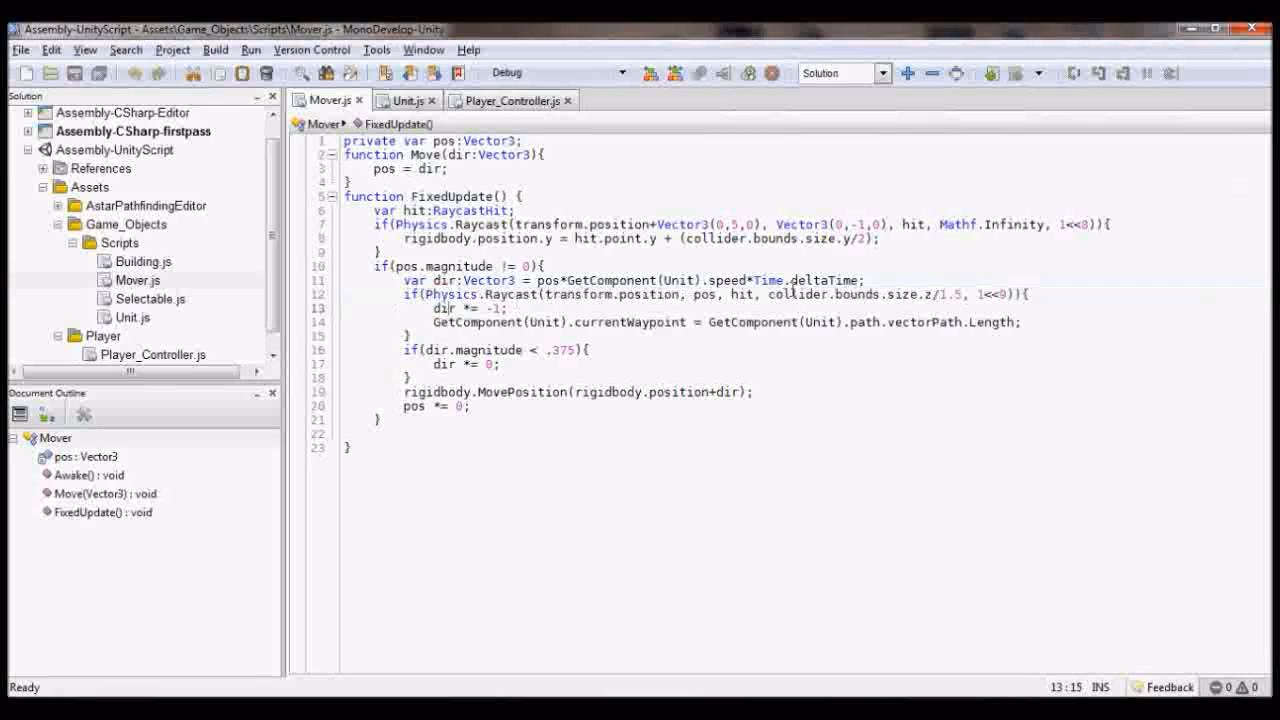 Assembly-UnityScript - Assets\Game_Objects\Scripts\Mover.js - MonoDevelop-Unity
File Edit View Search Project Build Run Version Control Tools Window Help
Debug
Solution
Solution
Assembly-CSharp-Editor
Assembly-CSharp-firstpass
Assembly-UnityScript
References
Assets
AstarPathfindingEditor
Game_Objects
Scripts
Building.js
Mover.js
Selectable.js
Unit.js
Player
Player_Controller.js
Document Outline
Mover
pos : Vector3
Awake() : void
Move(Vector3) : void
FixedUpdate() : void
Mover.js Unit.js Player_Controller.js
Mover FixedUpdate()
1 private var pos:Vector3;
2 function Move(dir:Vector3){
3 pos = dir;
4 }
5 function FixedUpdate() {
6 var hit:RaycastHit;
7 if(Physics.Raycast(transform.position+Vector3(0,5,0), Vector3(0,-1,0), hit, Mathf.Infinity, 1<<8)){
8 rigidbody.position.y = hit.point.y + (collider.bounds.size.y/2);
9 }
10 if(pos.magnitude != 0){
11 var dir:Vector3 = pos*GetComponent(Unit).speed*Time.deltaTime;
12 if(Physics.Raycast(transform.position, pos, hit, collider.bounds.size.z/1.5, 1<<9)){
13 dir *= -1;
14 GetComponent(Unit).currentWaypoint = GetComponent(Unit).path.vectorPath.Length;
15 }
16 if(dir.magnitude < .375){
17 dir *= 0;
18 }
19 rigidbody.MovePosition(rigidbody.position+dir);
20 pos *= 0;
21 }
22
23 }
Ready
13 : 15 INS Feedback 0 0